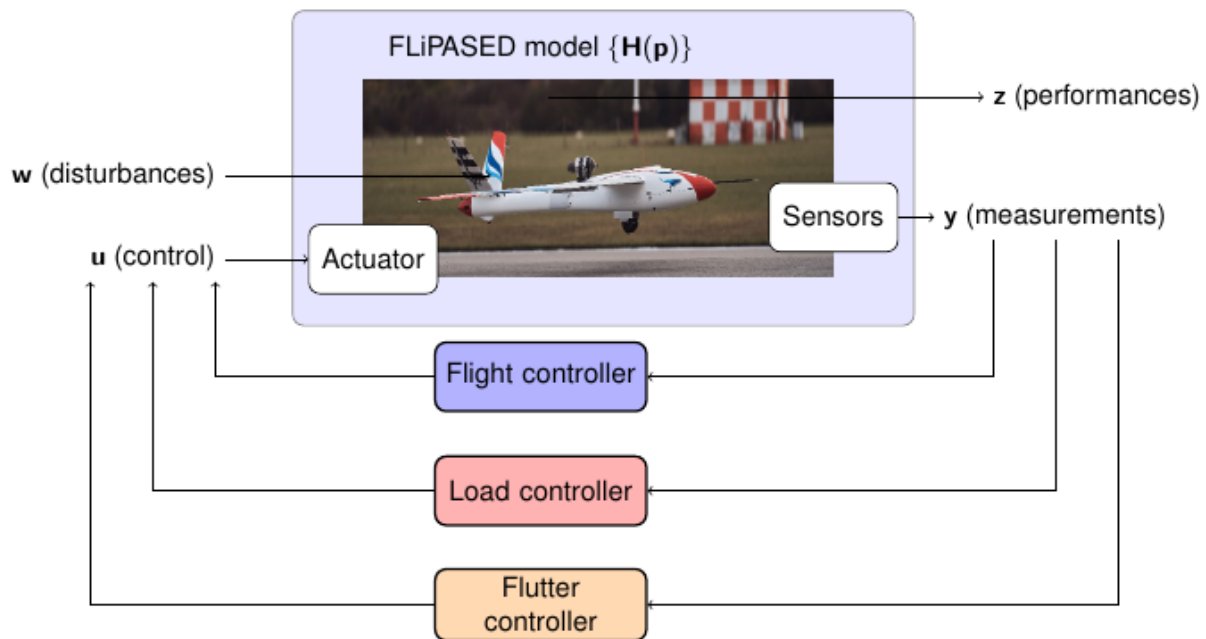 FLiPASED model {H(p)}
z (performances)
w (disturbances)
Sensors
y (measurements)
u (control)
Actuator
Flight controller
Load controller
Flutter
controller